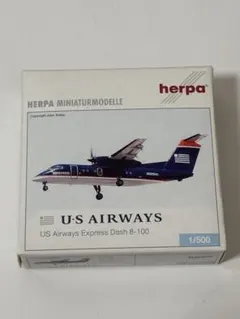 herpa
HERPA MINIATURMODELLE
U·S AIRWAYS
US Airways Express Dash 8-100
1/500